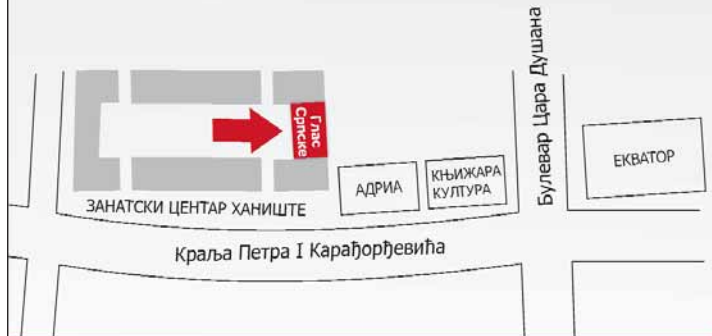 Глас
Српске
Булевар Цара Душана
АДРИА
КЊИЖАРА
КУЛТУРА
ЕКВАТОР
ЗАНАТСКИ ЦЕНТАР ХАНИШТЕ
Краља Петра I Карађорђевића